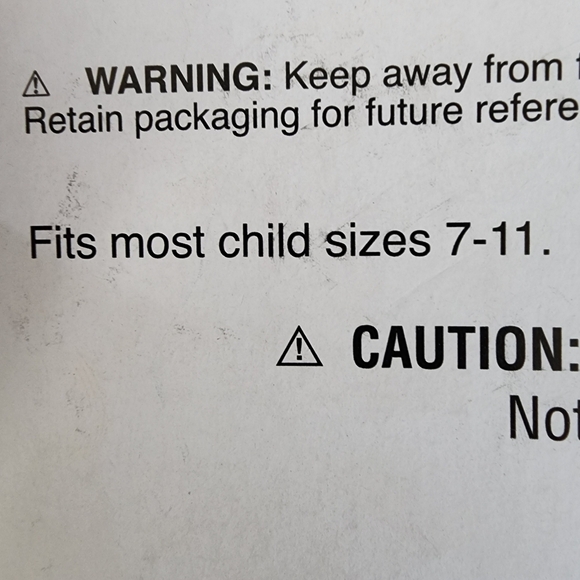 ⚠ WARNING: Keep away from
Retain packaging for future refere
Fits most child sizes 7-11.
⚠ CAUTION:
Not